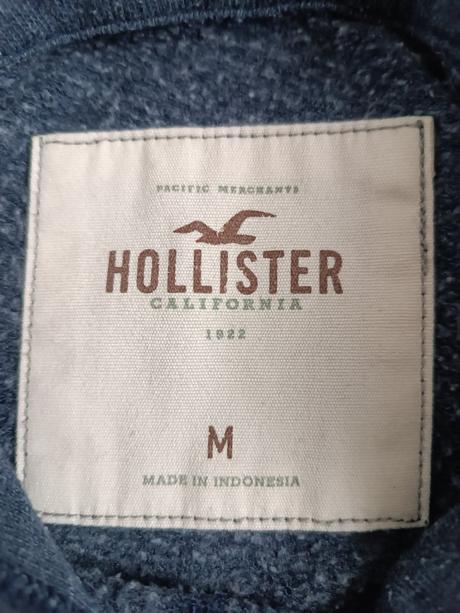 PACIFIC MERCHANTS
HOLLISTER
CALIFORNIA
1922
M
MADE IN INDONESIA